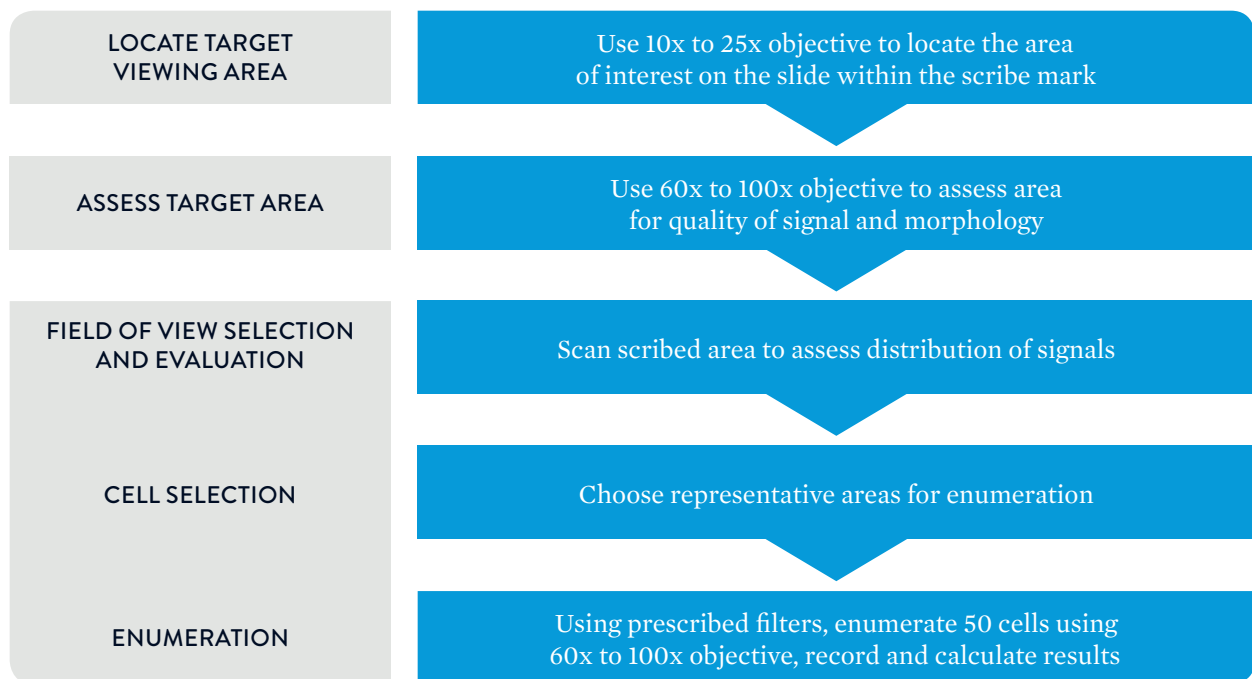 LOCATE TARGET
VIEWING AREA
Use 10x to 25x objective to locate the area
of interest on the slide within the scribe mark
ASSESS TARGET AREA
Use 60x to 100x objective to assess area
for quality of signal and morphology
FIELD OF VIEW SELECTION
AND EVALUATION
Scan scribed area to assess distribution of signals
CELL SELECTION
Choose representative areas for enumeration
ENUMERATION
Using prescribed filters, enumerate 50 cells using
60x to 100x objective, record and calculate results